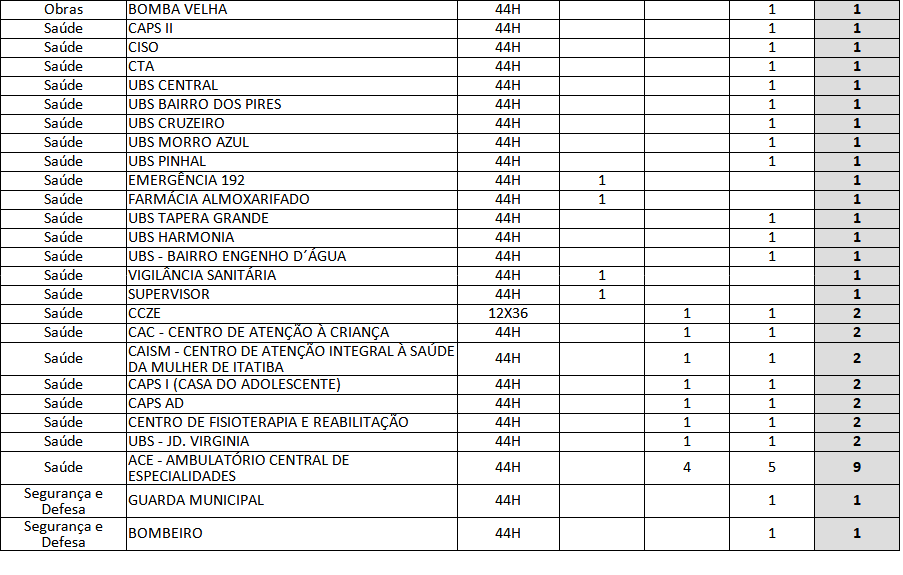 Obras BOMBA VELHA 44H 1 1
Saúde CAPS II 44H 1 1
Saúde CISO 44H 1 1
Saúde CTA 44H 1 1
Saúde UBS CENTRAL 44H 1 1
Saúde UBS BAIRRO DOS PIRES 44H 1 1
Saúde UBS CRUZEIRO 44H 1 1
Saúde UBS MORRO AZUL 44H 1 1
Saúde UBS PINHAL 44H 1 1
Saúde EMERGÊNCIA 192 44H 1 1
Saúde FARMÁCIA ALMOXARIFADO 44H 1 1
Saúde UBS TAPERA GRANDE 44H 1 1
Saúde UBS HARMONIA 44H 1 1
Saúde UBS - BAIRRO ENGENHO D´ÁGUA 44H 1 1
Saúde VIGILÂNCIA SANITÁRIA 44H 1 1
Saúde SUPERVISOR 44H 1 1
Saúde CCZE 12X36 1 1 2
Saúde CAC - CENTRO DE ATENÇÃO À CRIANÇA 44H 1 1 2
Saúde CAISM - CENTRO DE ATENÇÃO INTEGRAL À SAÚDE
DA MULHER DE ITATIBA 44H 1 1 2
Saúde CAPS I (CASA DO ADOLESCENTE) 44H 1 1 2
Saúde CAPS AD 44H 1 1 2
Saúde CENTRO DE FISIOTERAPIA E REABILITAÇÃO 44H 1 1 2
Saúde UBS - JD. VIRGINIA 44H 1 1 2
Saúde ACE - AMBULATÓRIO CENTRAL DE
ESPECIALIDADES 44H 4 5 9
Segurança e
Defesa GUARDA MUNICIPAL 44H 1 1
Segurança e
Defesa BOMBEIRO 44H 1 1